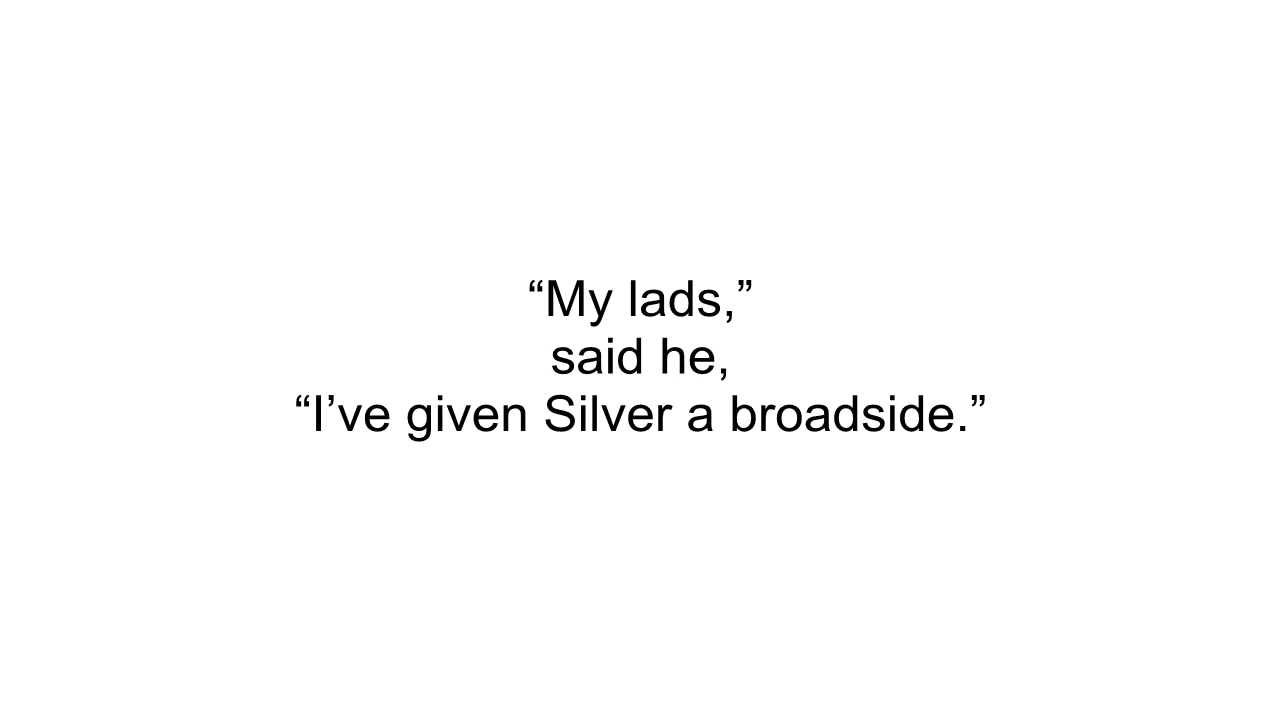 “My lads,”
said he,
“I’ve given Silver a broadside.”